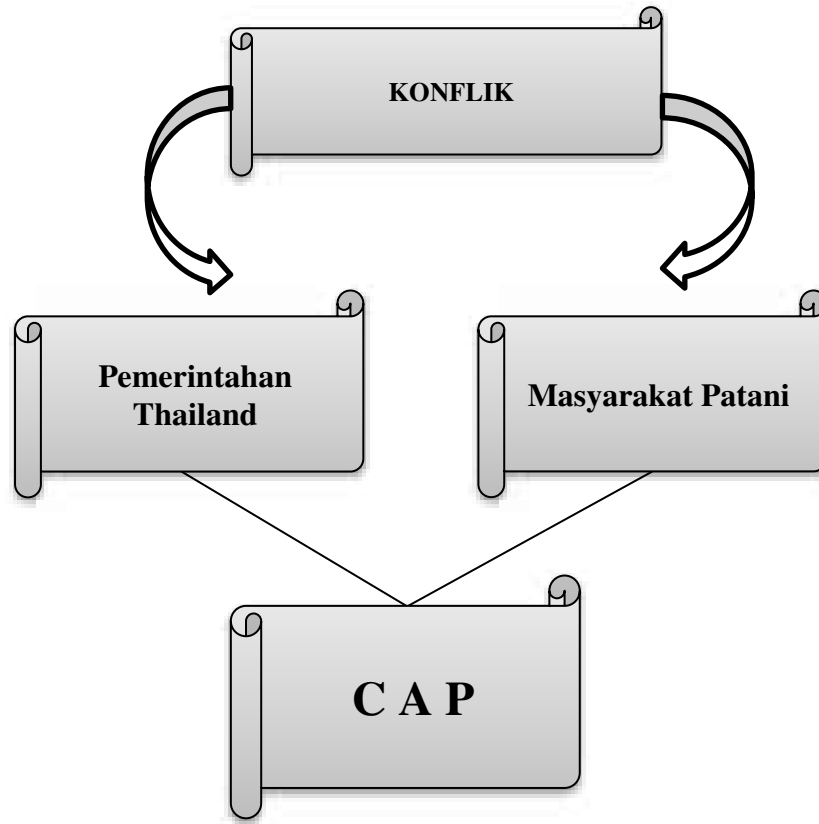 KONFLIK
Pemerintahan
Thailand
Masyarakat Patani
C A P